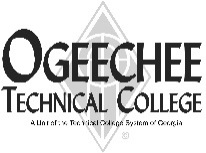 OGEECHEE
TECHNICAL COLLEGE
A Unit of the Technical College System of Georgia
©